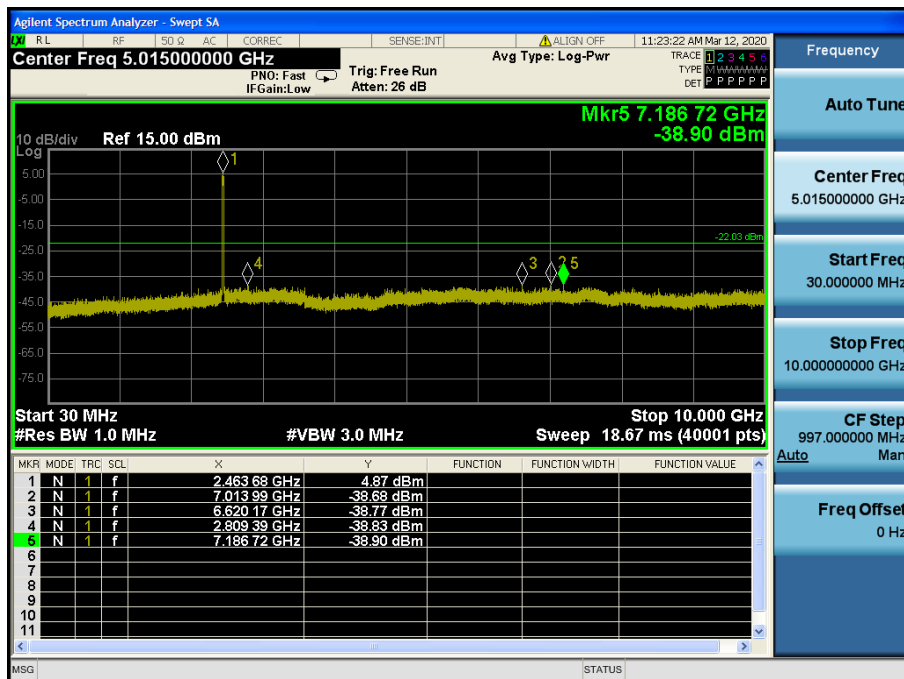 Agilent Spectrum Analyzer - Swept SA
LXI RL RF 50 Ω AC CORREC SENSE:INT ALIGN OFF 11:23:22 AM Mar 12, 2020
Center Freq 5.015000000 GHz
PNO: Fast
IFGain:Low
Trig: Free Run
Atten: 26 dB
Avg Type: Log-Pwr
TRACE 1 2 3 4 5 6
TYPE M WWWWW
DET P P P P P P
Mkr5 7.186 72 GHz
-38.90 dBm
10 dB/div Ref 15.00 dBm
Log
5.00
-5.00
-15.0
-25.0
-35.0
-45.0
-55.0
-65.0
-75.0
1
4
3
2
5
-22.03 dBm
Start 30 MHz Stop 10.000 GHz
#Res BW 1.0 MHz #VBW 3.0 MHz Sweep 18.67 ms (40001 pts)
MKR MODE TRC SCL X Y FUNCTION FUNCTION WIDTH FUNCTION VALUE
1 N 1 f 2.463 68 GHz 4.87 dBm
2 N 1 f 7.013 99 GHz -38.68 dBm
3 N 1 f 6.620 17 GHz -38.77 dBm
4 N 1 f 2.809 39 GHz -38.83 dBm
5 N 1 f 7.186 72 GHz -38.90 dBm
6
7
8
9
10
11
MSG STATUS
Frequency
Auto Tune
Center Freq
5.015000000 GHz
Start Freq
30.000000 MHz
Stop Freq
10.000000000 GHz
CF Step
997.000000 MHz
Auto Man
Freq Offset
0 Hz